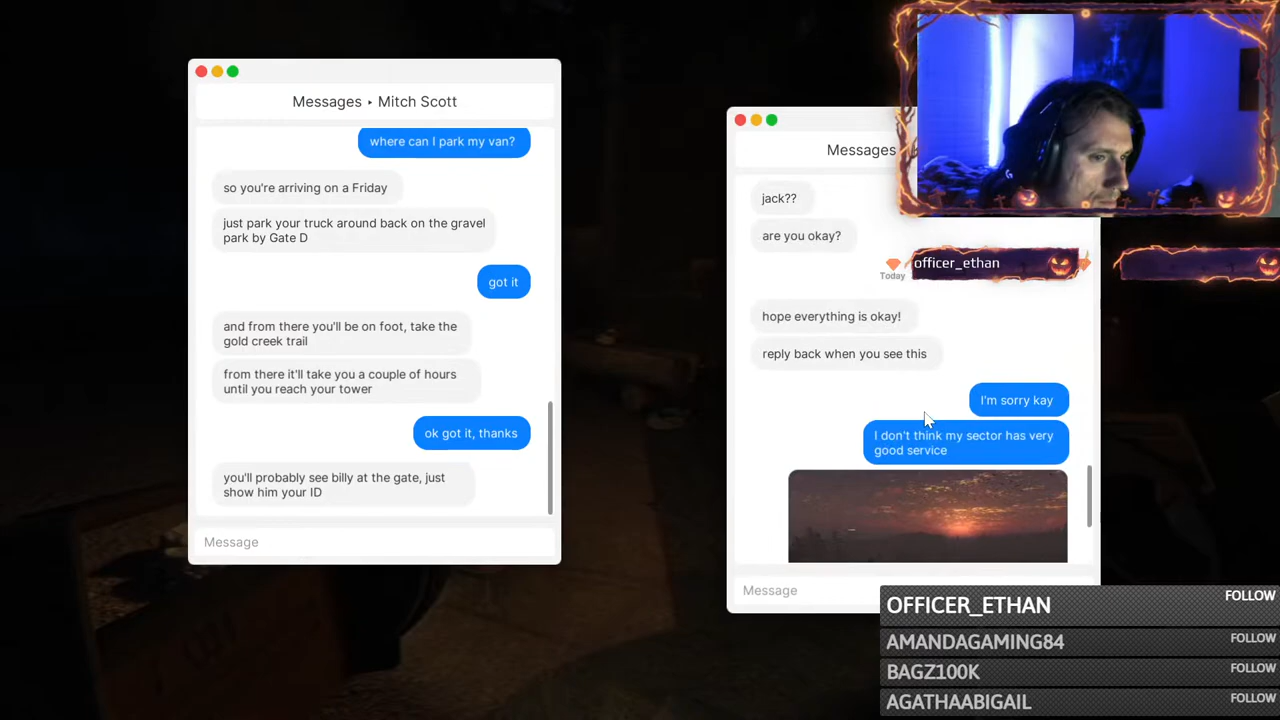 Messages ‣ Mitch Scott
where can I park my van?
so you're arriving on a Friday
just park your truck around back on the gravel
park by Gate D
got it
and from there you'll be on foot, take the
gold creek trail
from there it'll take you a couple of hours
until you reach your tower
ok got it, thanks
you'll probably see billy at the gate, just
show him your ID
Message
Messages
jack??
are you okay?
officer_ethan
Today
hope everything is okay!
reply back when you see this
I'm sorry kay
I don't think my sector has very
good service
Message
OFFICER_ETHAN FOLLOW
AMANDAGAMING84 FOLLOW
BAGZ100K FOLLOW
AGATHAABIGAIL FOLLOW